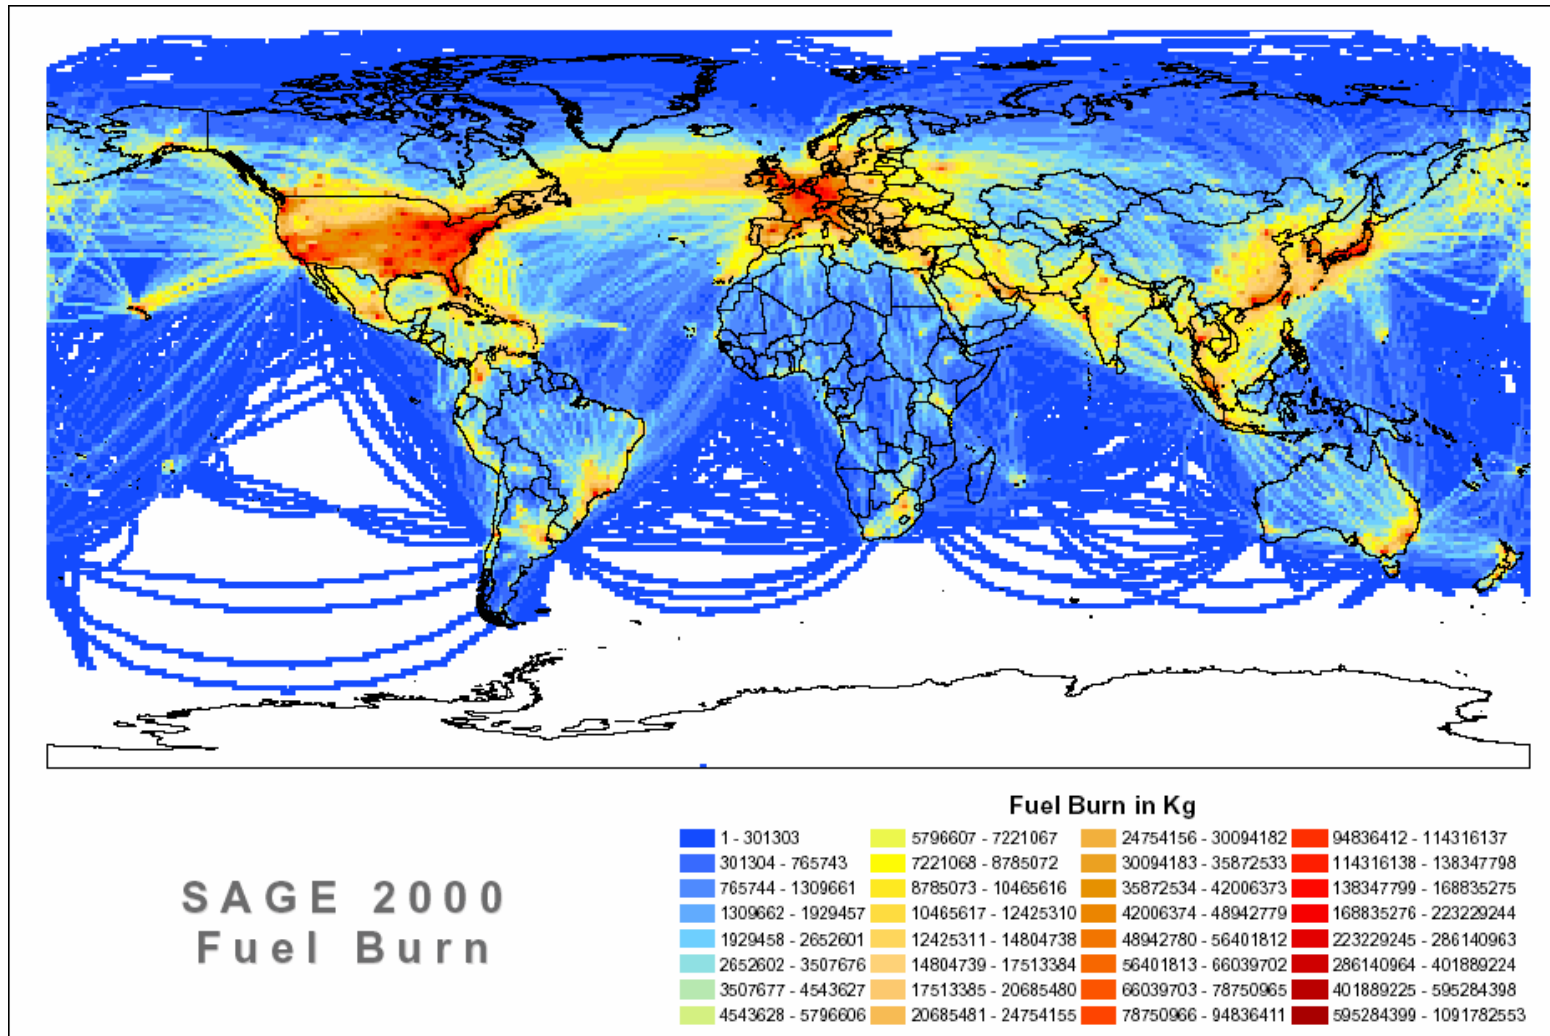 Fuel Burn in Kg
1 - 301303
301304 - 765743
765744 - 1309661
1309662 - 1929457
1929458 - 2652601
2652602 - 3507676
3507677 - 4543627
4543628 - 5796606
5796607 - 7221067
7221068 - 8785072
8785073 - 10465616
10465617 - 12425310
12425311 - 14804738
14804739 - 17513384
17513385 - 20685480
20685481 - 24754155
24754156 - 30094182
30094183 - 35872533
35872534 - 42006373
42006374 - 48942779
48942780 - 56401812
56401813 - 66039702
66039703 - 78750965
78750966 - 94836411
94836412 - 114316137
114316138 - 138347798
138347799 - 168835275
168835276 - 223229244
223229245 - 286140963
286140964 - 401889224
401889225 - 595284398
595284399 - 1091782553
SAGE 2000
Fuel Burn